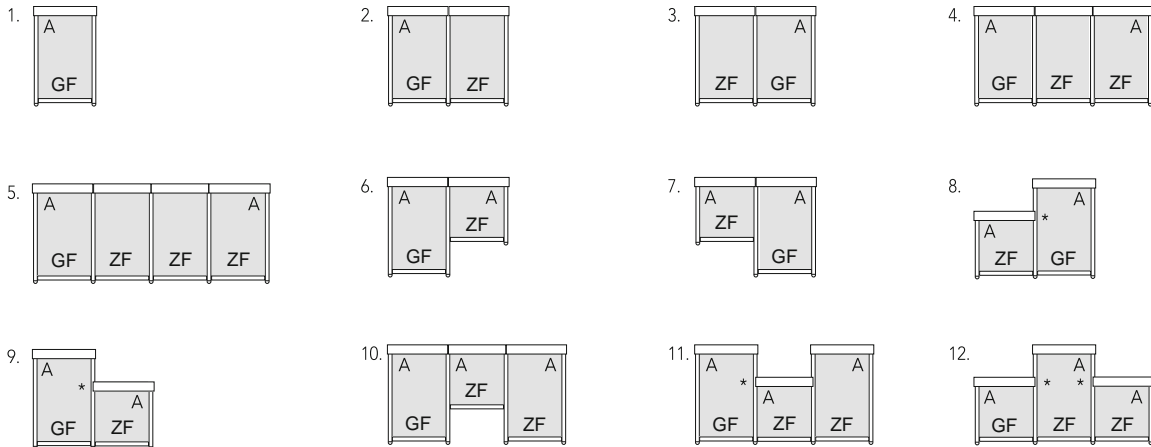 1. A GF
2. A GF ZF
3. A ZF GF
4. A A GF ZF ZF
5. A A GF ZF ZF ZF
6. A A ZF GF
7. A A ZF GF
8. A * A ZF GF
9. A * A GF ZF
10. A A A ZF GF ZF
11. A * A A GF ZF ZF
12. A * A * A GF ZF ZF